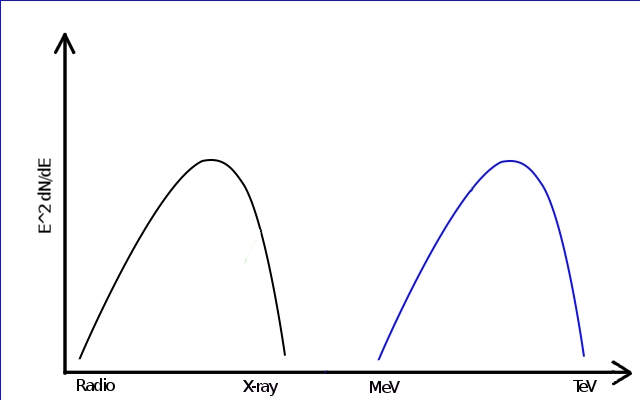 E^2 dN/dE
Radio
X-ray
MeV
TeV